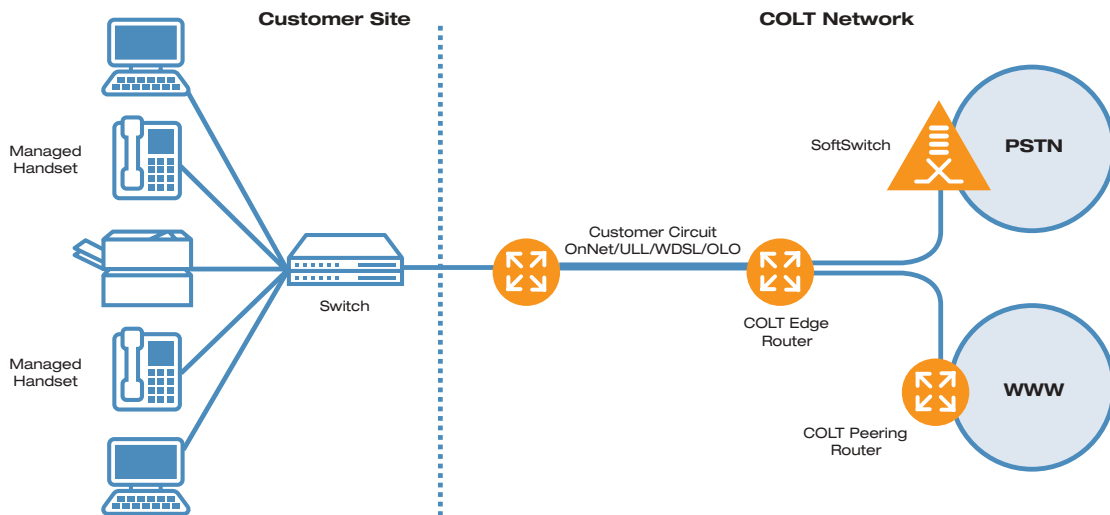 Customer Site
COLT Network
Managed
Handset
SoftSwitch
PSTN
Customer Circuit
OnNet/ULL/WDSL/OLO
Switch
COLT Edge
Router
Managed
Handset
WWW
COLT Peering
Router